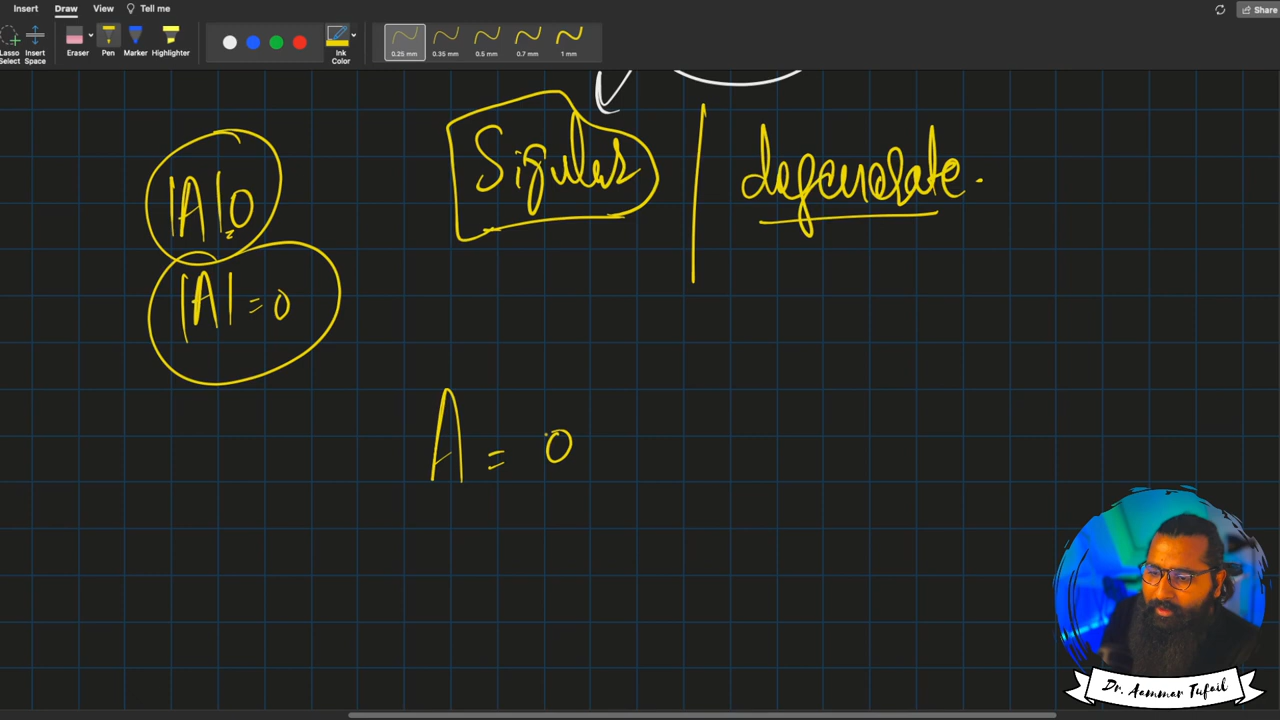 Insert Draw View Tell me
Share
Lasso Select
Insert Space
Eraser
Pen
Marker
Highlighter
Ink Color
0.25 mm
0.35 mm
0.5 mm
0.7 mm
1 mm
Sigular | degenerate.
|A| 0
|A| = 0
A = 0
Dr. Aammar Tufail